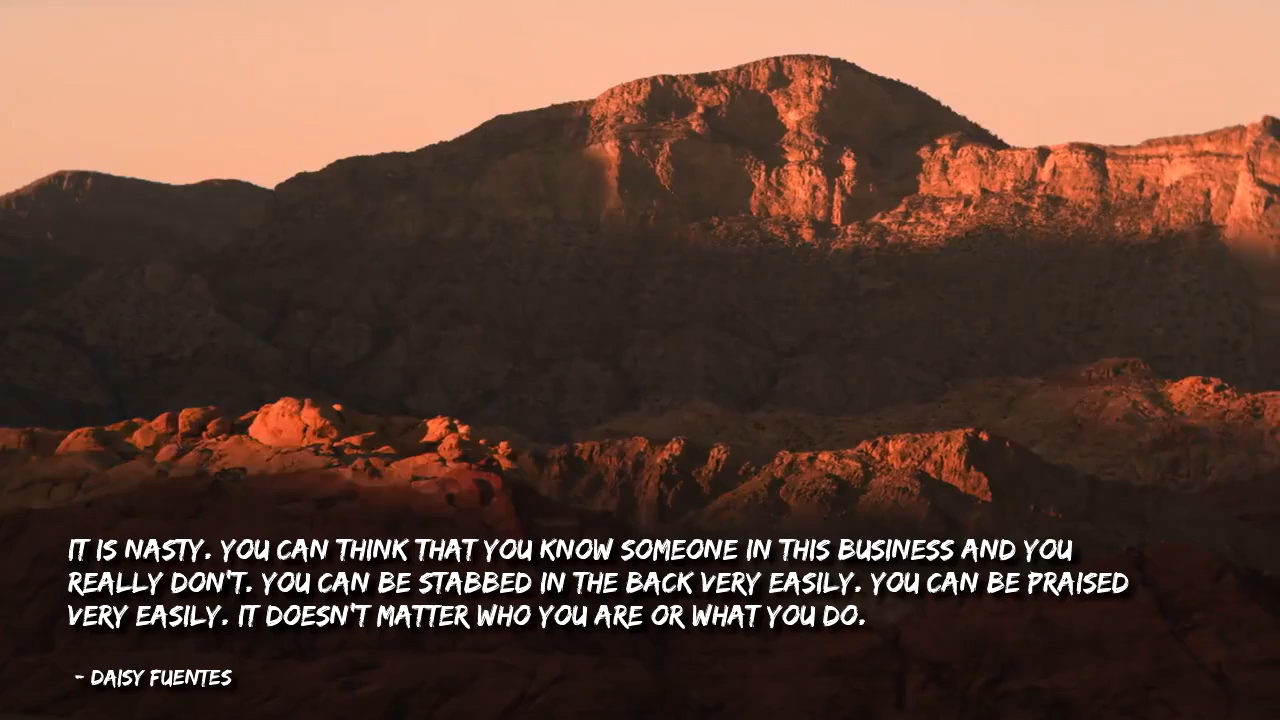 IT IS NASTY. YOU CAN THINK THAT YOU KNOW SOMEONE IN THIS BUSINESS AND YOU
REALLY DON'T. YOU CAN BE STABBED IN THE BACK VERY EASILY. YOU CAN BE PRAISED
VERY EASILY. IT DOESN'T MATTER WHO YOU ARE OR WHAT YOU DO.
- DAISY FUENTES